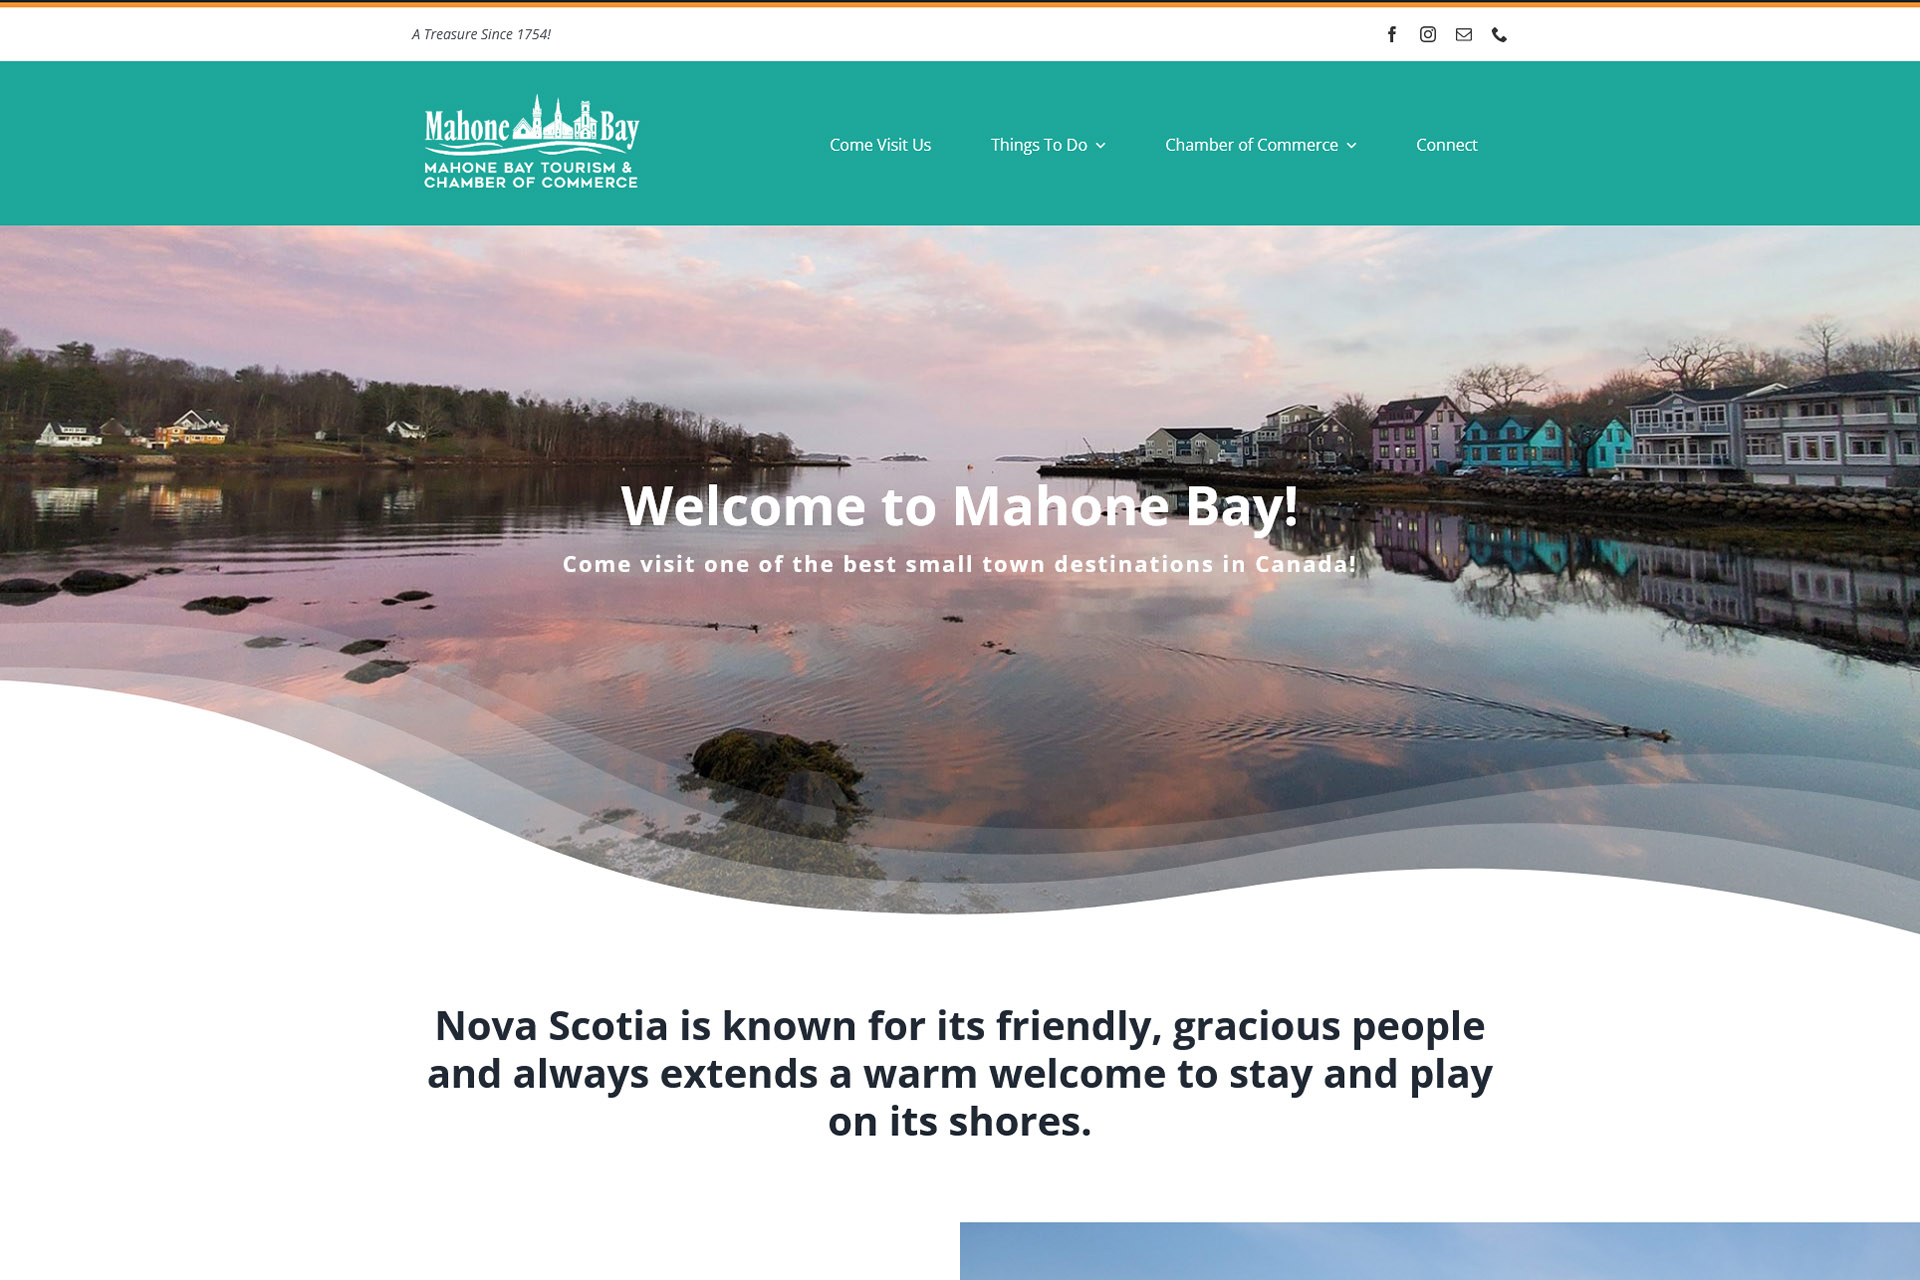 A Treasure Since 1754!
Mahone Bay
MAHONE BAY TOURISM &
CHAMBER OF COMMERCE
Come Visit Us
Things To Do
Chamber of Commerce
Connect
Welcome to Mahone Bay!
Come visit one of the best small town destinations in Canada!
Nova Scotia is known for its friendly, gracious people
and always extends a warm welcome to stay and play
on its shores.